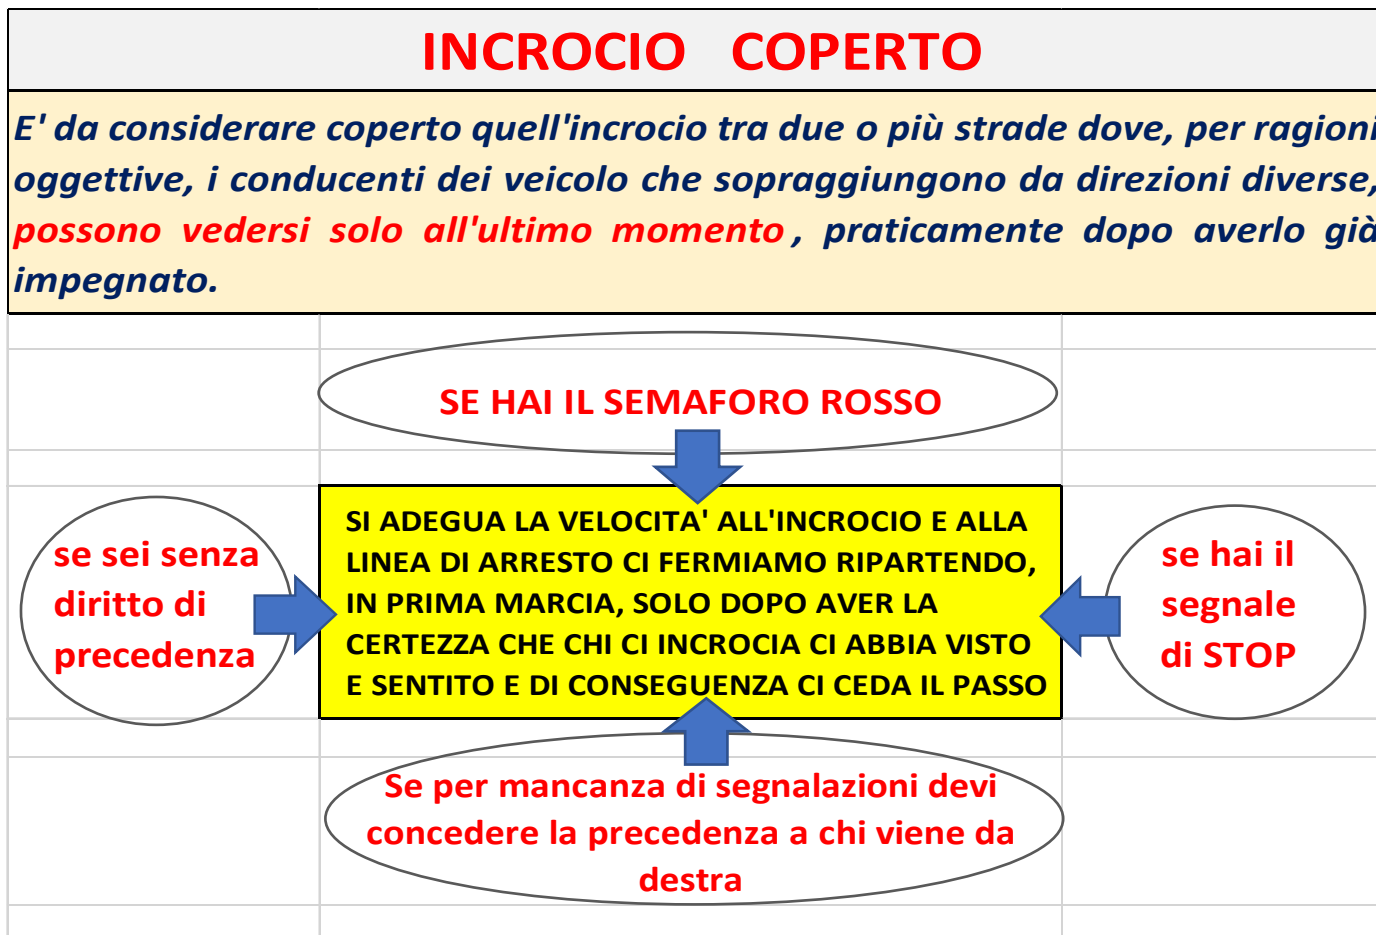 INCROCIO COPERTO
E' da considerare coperto quell'incrocio tra due o più strade dove, per ragioni
oggettive, i conducenti dei veicolo che sopraggiungono da direzioni diverse,
possono vedersi solo all'ultimo momento , praticamente dopo averlo già
impegnato.
SE HAI IL SEMAFORO ROSSO
se sei senza
diritto di
precedenza
SI ADEGUA LA VELOCITA' ALL'INCROCIO E ALLA
LINEA DI ARRESTO CI FERMIAMO RIPARTENDO,
IN PRIMA MARCIA, SOLO DOPO AVER LA
CERTEZZA CHE CHI CI INCROCIA CI ABBIA VISTO
E SENTITO E DI CONSEGUENZA CI CEDA IL PASSO
se hai il
segnale
di STOP
Se per mancanza di segnalazioni devi
concedere la precedenza a chi viene da
destra